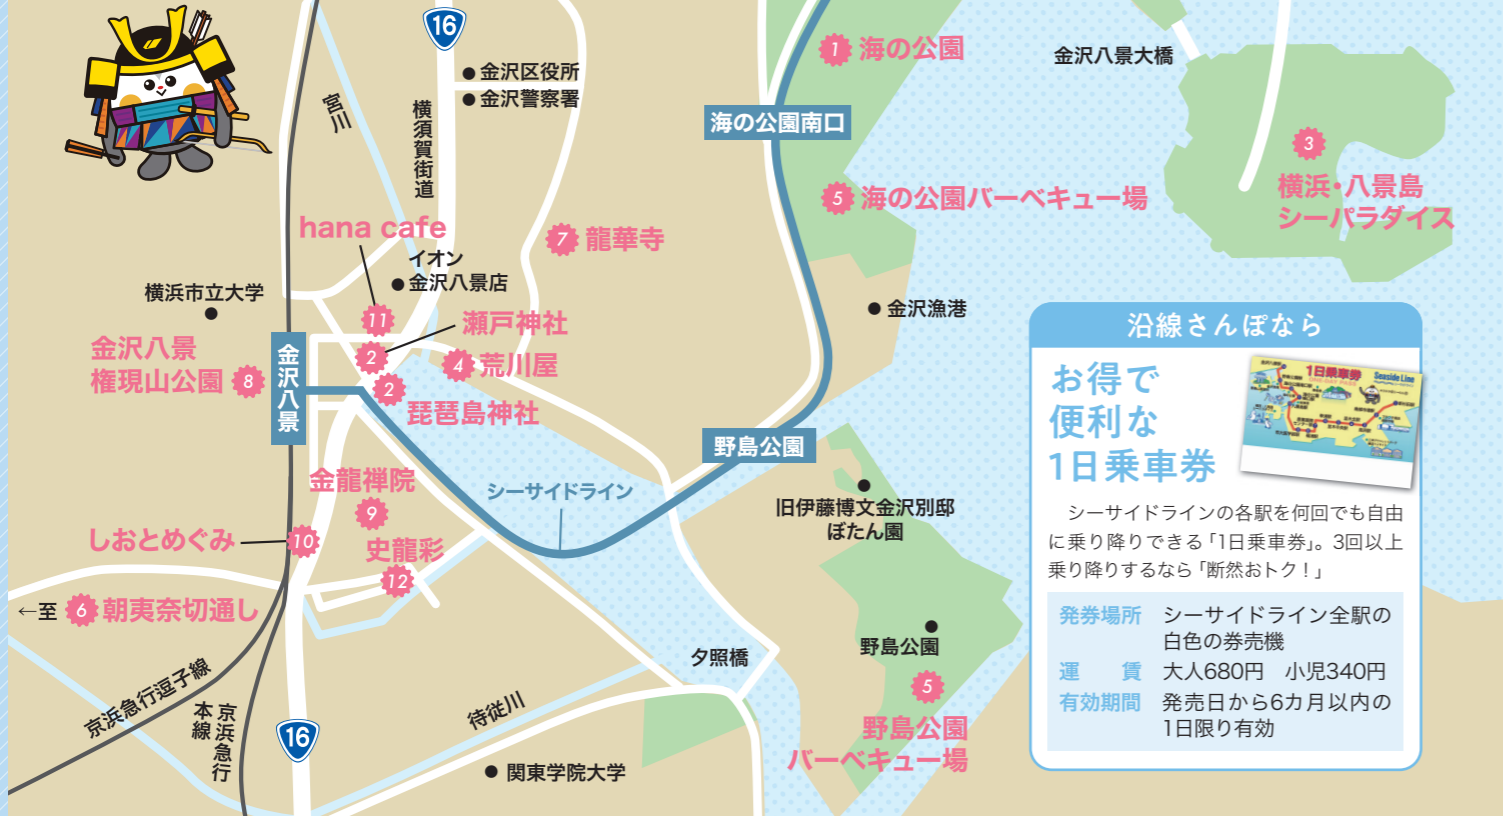 16
金沢区役所
金沢警察署
宮川
横須賀街道
1 海の公園
海の公園南口
5 海の公園バーベキュー場
金沢八景大橋
3
横浜・八景島
シーパラダイス
hana cafe
イオン
金沢八景店
7 龍華寺
横浜市立大学
11
2
瀬戸神社
4 荒川屋
2
琵琶島神社
金沢八景
権現山公園 8
金沢八景
金沢漁港
野島公園
シーサイドライン
金龍禅院
9
しおとめぐみ
10
史龍彩
12
←至 6 朝夷奈切通し
旧伊藤博文金沢別邸
ぼたん園
野島公園
5
野島公園
バーベキュー場
夕照橋
京浜急行逗子線
京浜急行
本線
16
待従川
関東学院大学
沿線さんぽなら
お得で
便利な
1日乗車券
1日乗車券
Seaside Line
シーサイドラインの各駅を何回でも自由
に乗り降りできる「1日乗車券」。3回以上
乗り降りするなら「断然おトク！」
発券場所 シーサイドライン全駅の
白色の券売機
運　賃 大人680円　小児340円
有効期間 発売日から6カ月以内の
1日限り有効